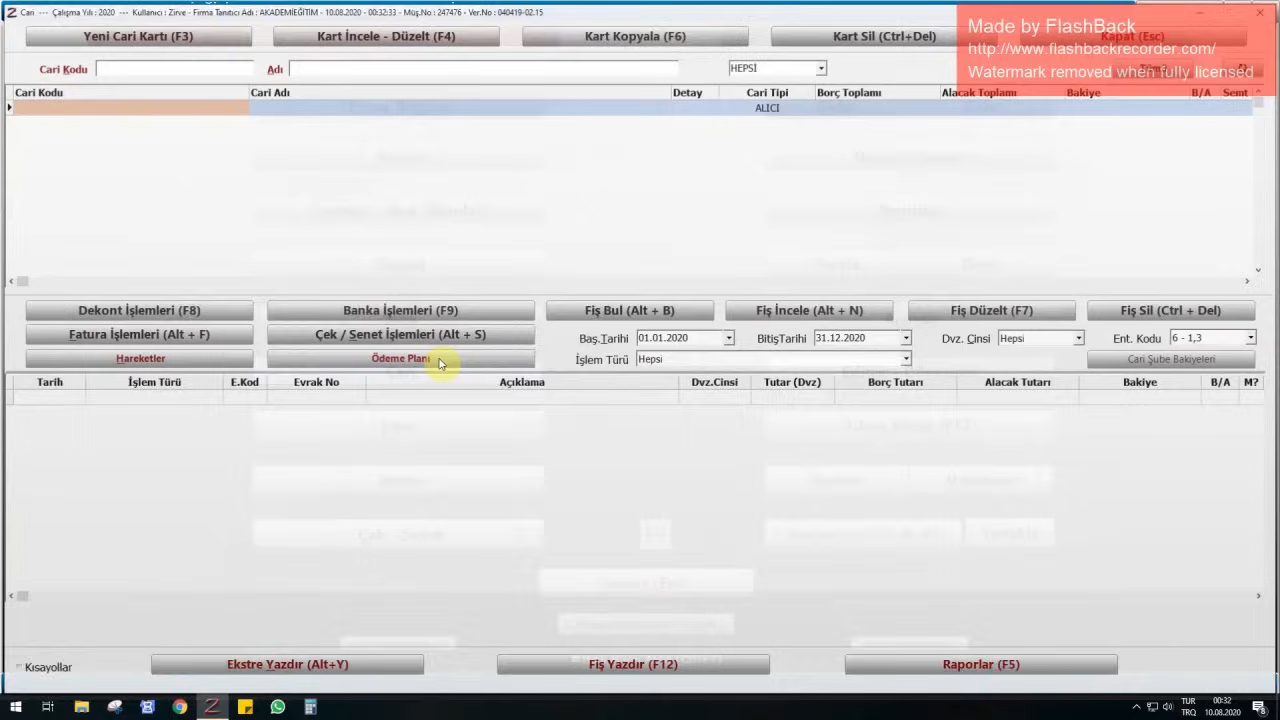 Cari --- Çalışma Yılı : 2020 --- Kullanıcı : Zirve - Firma Tanıtıcı Adı : AKADEMİEĞİTİM - 10.08.2020 - 00:32:33 - Müş.No : 247476 - Ver.No : 040419-02.15
Made by FlashBack
http://www.flashbackrecorder.com/
Watermark removed when fully licensed
Yeni Cari Kartı (F3) Kart İncele - Düzelt (F4) Kart Kopyala (F6) Kart Sil (Ctrl+Del) Kapat (Esc)
Cari Kodu Adı HEPSİ
Cari Kodu Cari Adı Detay Cari Tipi Borç Toplamı Alacak Toplamı Bakiye B/A Semt
ALICI
Dekont İşlemleri (F8) Banka İşlemleri (F9) Fiş Bul (Alt + B) Fiş İncele (Alt + N) Fiş Düzelt (F7) Fiş Sil (Ctrl + Del)
Fatura İşlemleri (Alt + F) Çek / Senet İşlemleri (Alt + S) Baş.Tarihi 01.01.2020 BitişTarihi 31.12.2020 Dvz. Cinsi Hepsi Ent. Kodu 6 - 1,3
Hareketler Ödeme Planı İşlem Türü Hepsi Cari Şube Bakiyeleri
Tarih İşlem Türü E.Kod Evrak No Açıklama Dvz.Cinsi Tutar (Dvz) Borç Tutarı Alacak Tutarı Bakiye B/A M?
Kısayollar Ekstre Yazdır (Alt+Y) Fiş Yazdır (F12) Raporlar (F5)
TUR 00:32
TRQ 10.08.2020